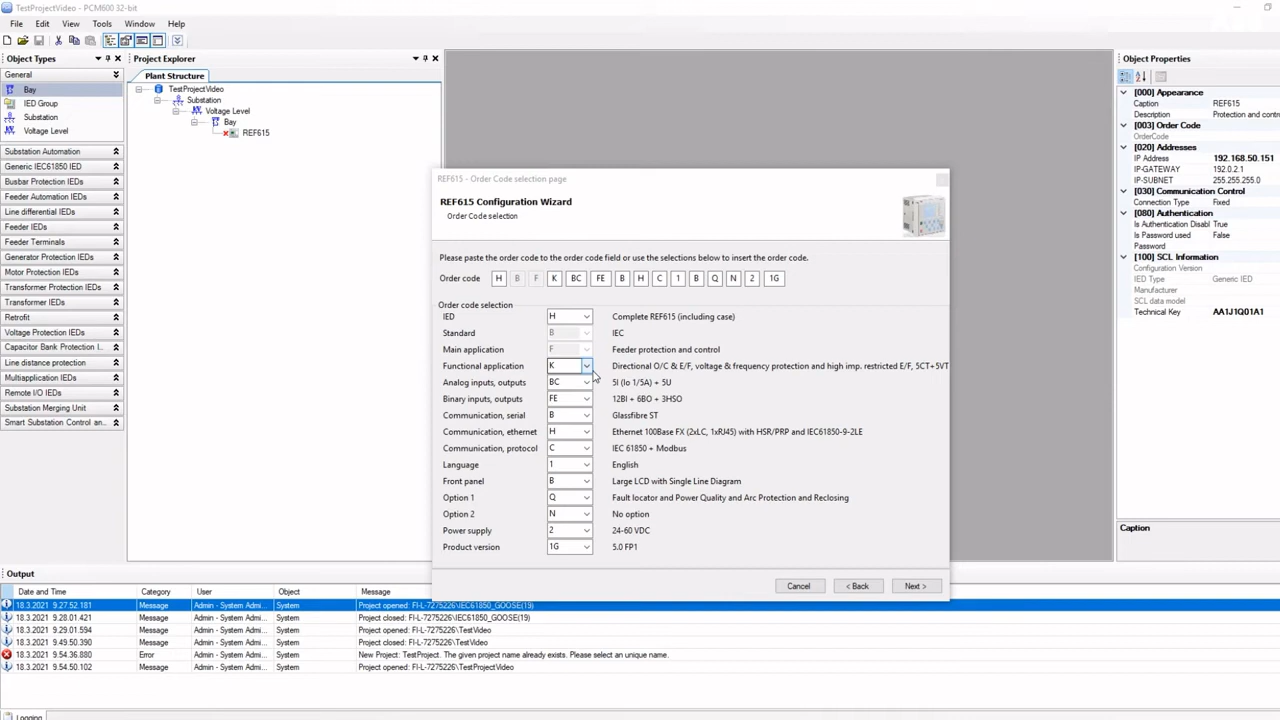 TestProjectVideo - PCM600 32-bit
File Edit View Tools Window Help
Object Types
General
Bay
IED Group
Substation
Voltage Level
Substation Automation
Generic IEC61850 IED
Busbar Protection IEDs
Feeder Automation IEDs
Line differential IEDs
Feeder IEDs
Feeder Terminals
Generator Protection IEDs
Motor Protection IEDs
Transformer Protection IEDs
Transformer IEDs
Retrofit
Voltage Protection IEDs
Capacitor Bank Protection I...
Line distance protection
Multiapplication IEDs
Remote I/O IEDs
Substation Merging Unit
Smart Substation Control an...
Project Explorer
Plant Structure
TestProjectVideo
Substation
Voltage Level
Bay
REF615
REF615 - Order Code selection page
REF615 Configuration Wizard
Order Code selection
Please paste the order code to the order code field or use the selections below to insert the order code.
Order code H B F K BC FE B H C 1 B Q N 2 1G
Order code selection
IED H Complete REF615 (including case)
Standard B IEC
Main application F Feeder protection and control
Functional application K Directional O/C & E/F, voltage & frequency protection and high imp. restricted E/F, 5CT+5VT
Analog inputs, outputs BC 5I (Io 1/5A) + 5U
Binary inputs, outputs FE 12BI + 6BO + 3HSO
Communication, serial B Glassfibre ST
Communication, ethernet H Ethernet 100Base FX (2xLC, 1xRJ45) with HSR/PRP and IEC61850-9-2LE
Communication, protocol C IEC 61850 + Modbus
Language 1 English
Front panel B Large LCD with Single Line Diagram
Option 1 Q Fault locator and Power Quality and Arc Protection and Reclosing
Option 2 N No option
Power supply 2 24-60 VDC
Product version 1G 5.0 FP1
Cancel < Back Next >
Object Properties
[000] Appearance
Caption REF615
Description Protection and contro
[003] Order Code
OrderCode
[020] Addresses
IP Address 192.168.50.151
IP-GATEWAY 192.0.2.1
IP-SUBNET 255.255.255.0
[030] Communication Control
Connection Type Fixed
[080] Authentication
Is Authentication Disabl True
Is Password used False
Password
[100] SCL Information
Configuration Version
IED Type Generic IED
Manufacturer
SCL data model
Technical Key AA1J1Q01A1
Caption
Output
Date and Time Category User Object Message
18.3.2021 9.27.52.181 Message Admin - System Admi... System Project opened: FI-L-7275226\IEC61850_GOOSE(19)
18.3.2021 9.28.01.421 Message Admin - System Admi... System Project closed: FI-L-7275226\IEC61850_GOOSE(19)
18.3.2021 9.29.01.594 Message Admin - System Admi... System Project opened: FI-L-7275226\TestVideo
18.3.2021 9.49.50.390 Message Admin - System Admi... System Project closed: FI-L-7275226\TestVideo
18.3.2021 9.54.36.880 Error Admin - System Admi... System New Project: TestProject. The given project name already exists. Please select an unique name.
18.3.2021 9.54.50.102 Message Admin - System Admi... System Project opened: FI-L-7275226\TestProjectVideo
Logging